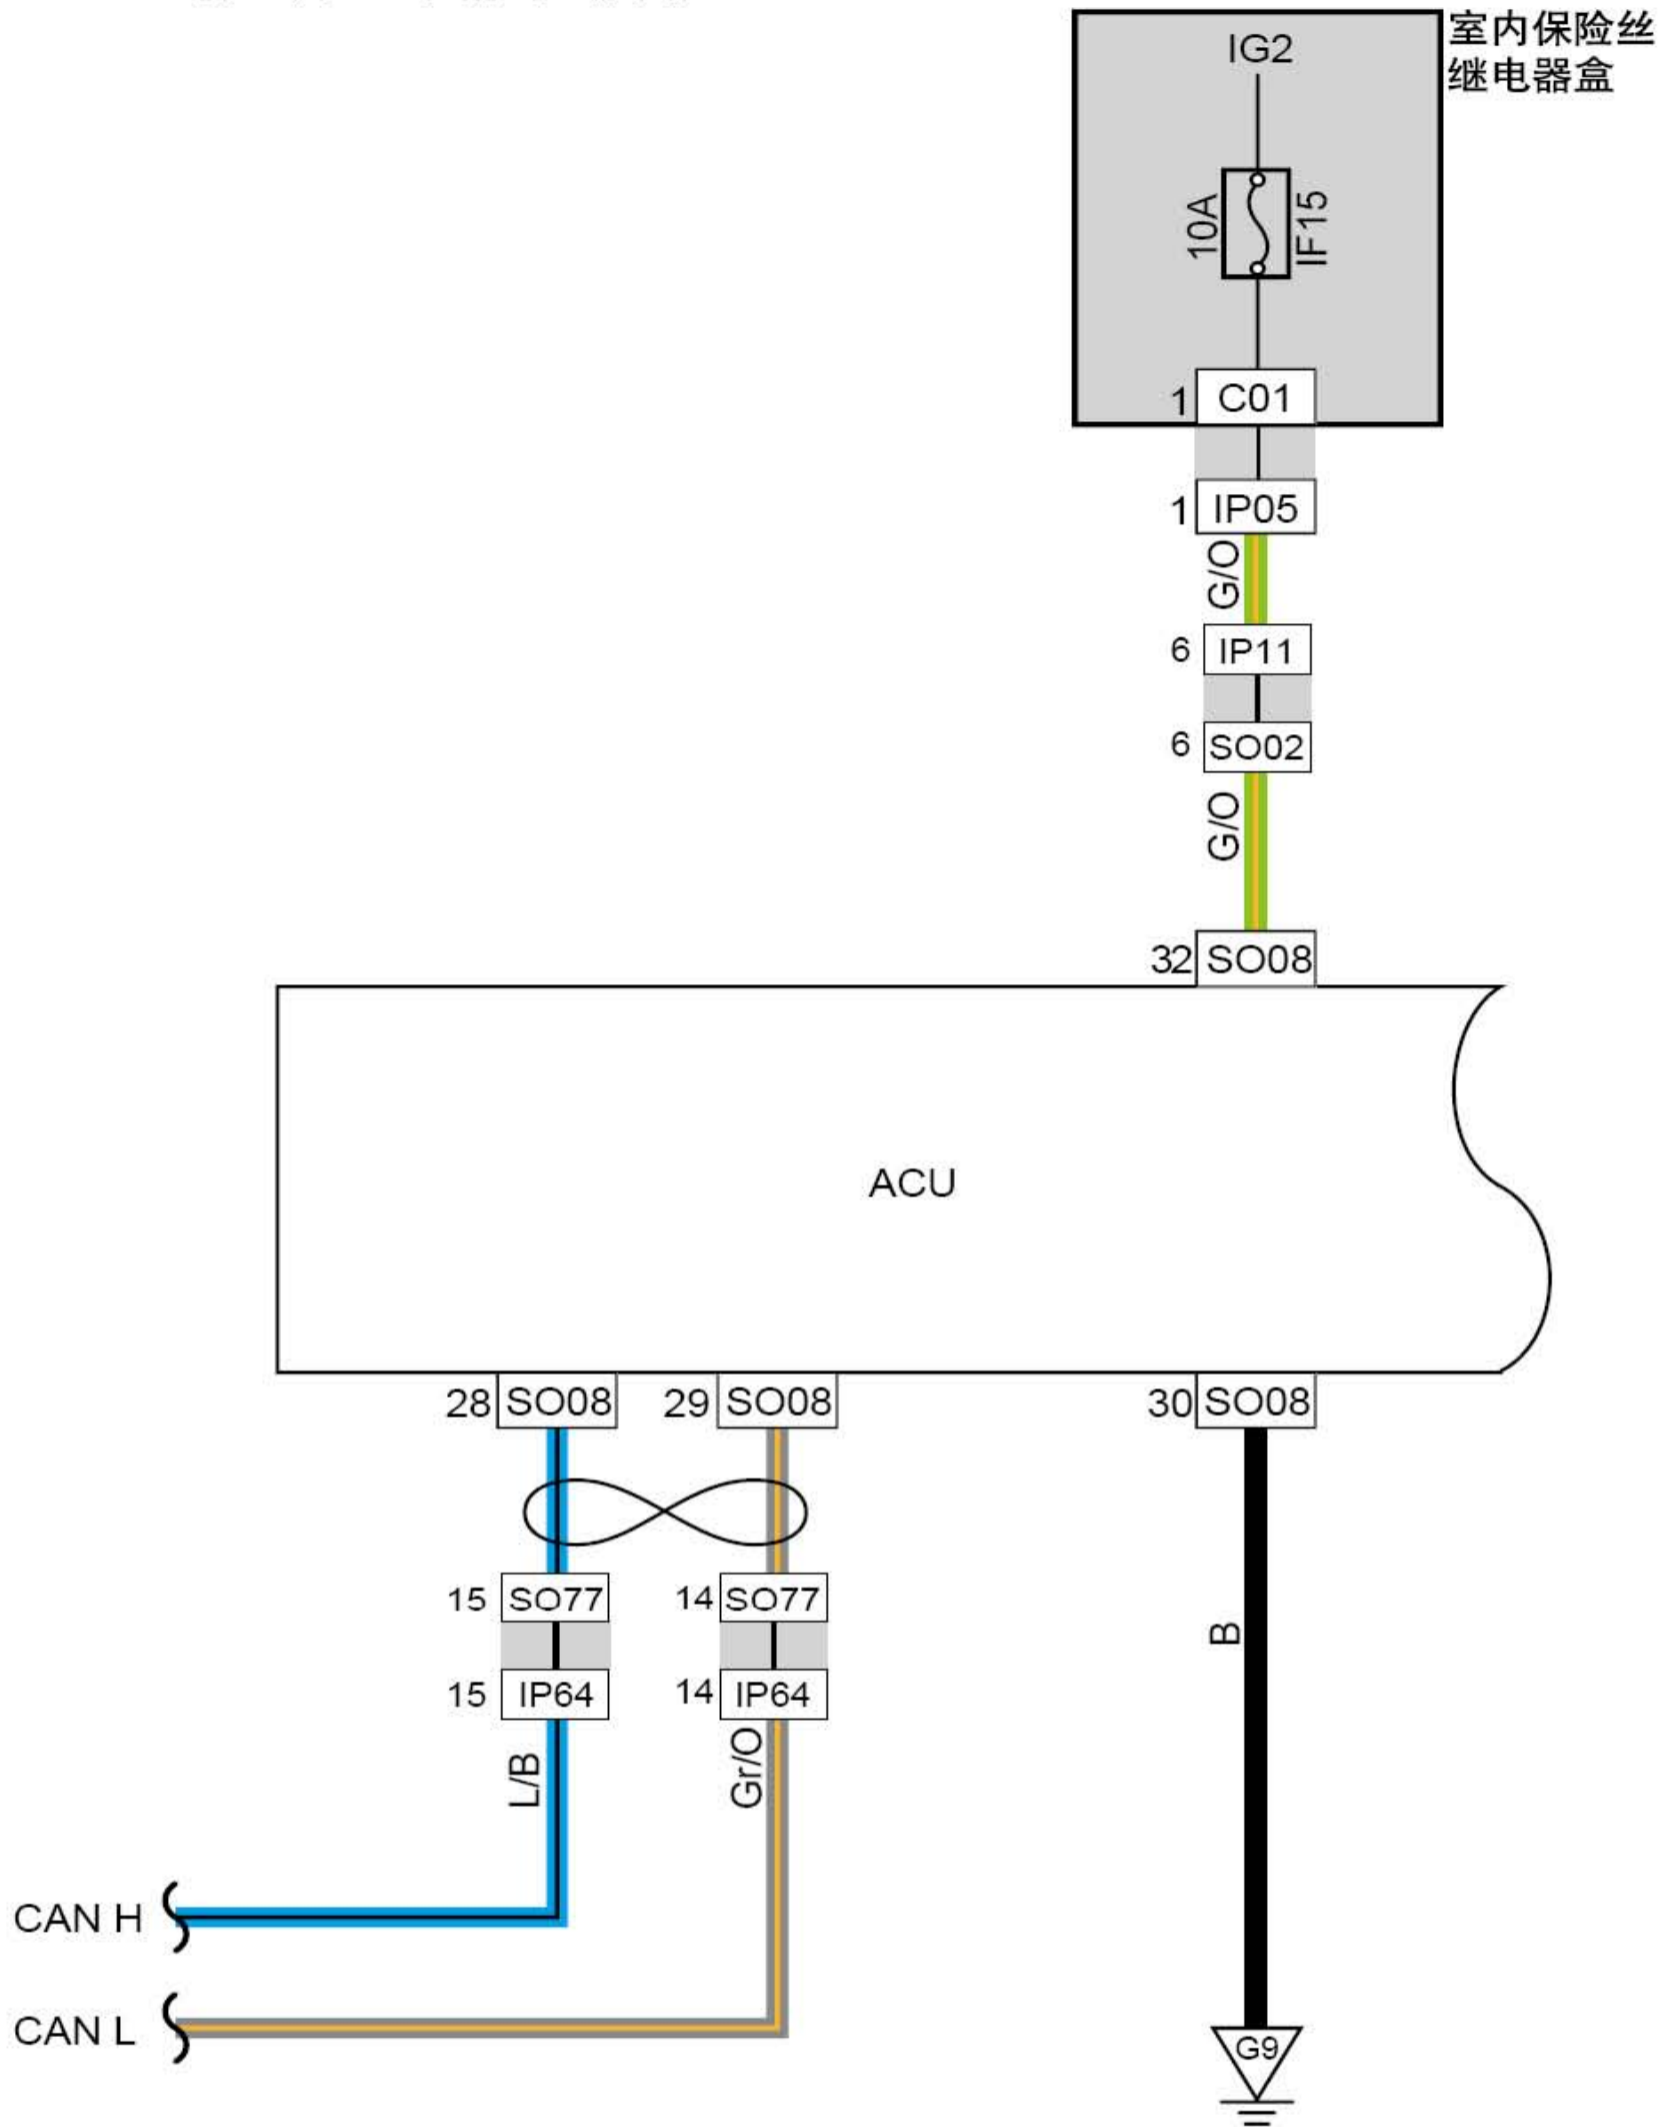 室内保险丝
继电器盒
IG2
10A
IF15
1 C01
1 IP05
G/O
6 IP11
6 SO02
G/O
32 SO08
ACU
28 SO08 29 SO08 30 SO08
15 SO77 14 SO77
B
15 IP64 14 IP64
L/B Gr/O
CAN H
CAN L
G9